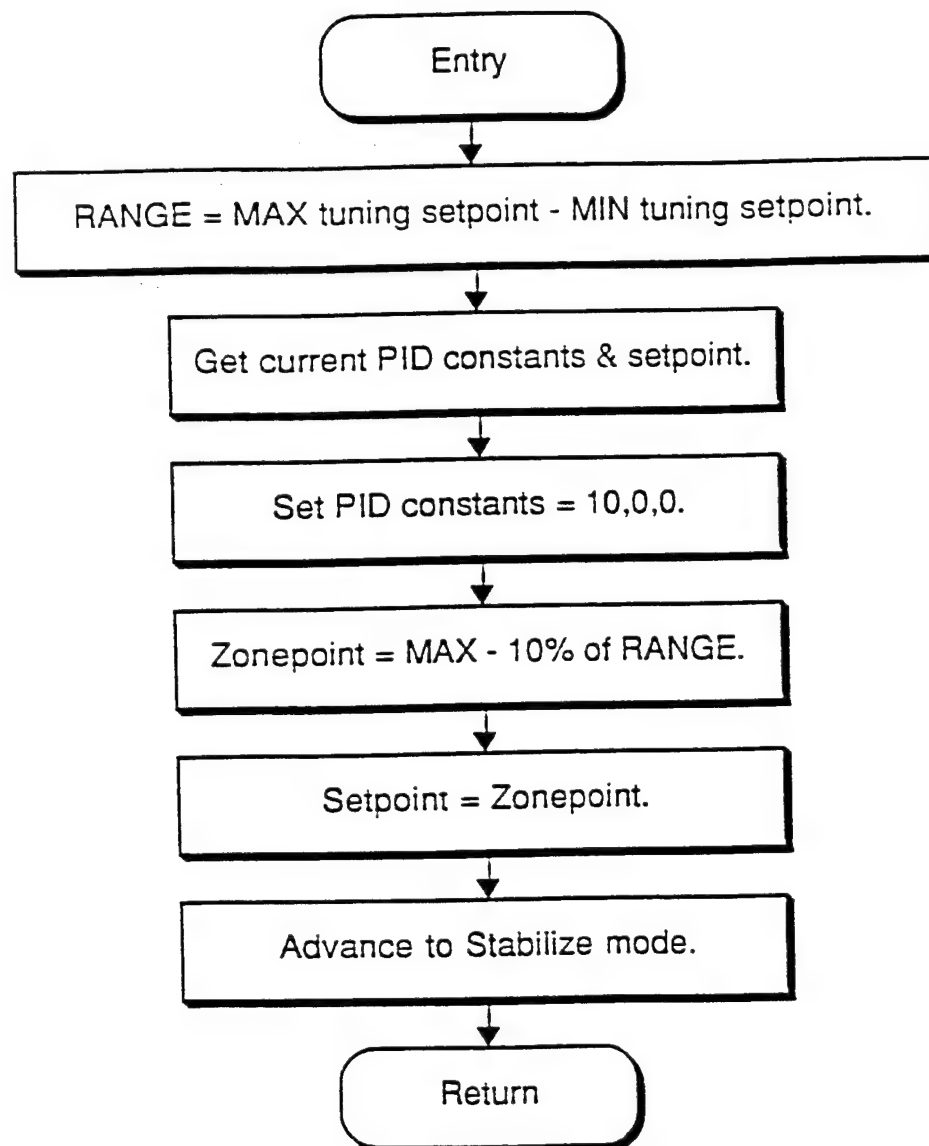 Entry
RANGE = MAX tuning setpoint - MIN tuning setpoint.
Get current PID constants & setpoint.
Set PID constants = 10,0,0.
Zonepoint = MAX - 10% of RANGE.
Setpoint = Zonepoint.
Advance to Stabilize mode.
Return